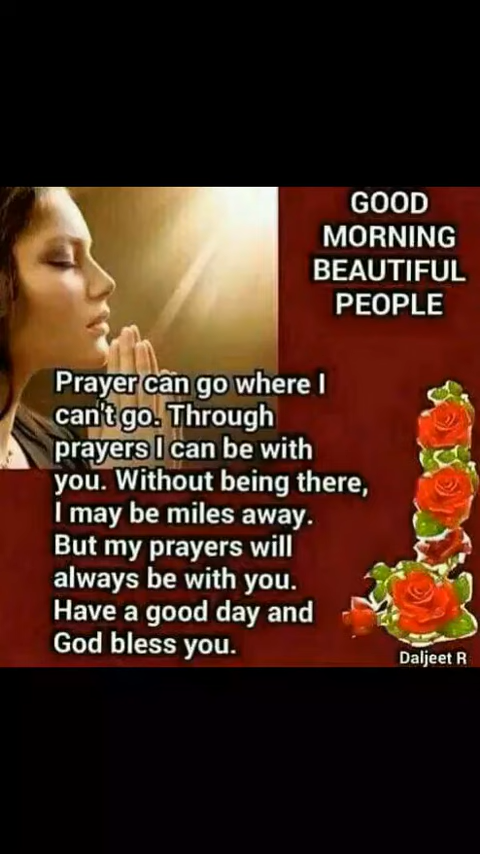 GOOD
MORNING
BEAUTIFUL
PEOPLE
Prayer can go where I
can't go. Through
prayers I can be with
you. Without being there,
I may be miles away.
But my prayers will
always be with you.
Have a good day and
God bless you.
Daljeet R